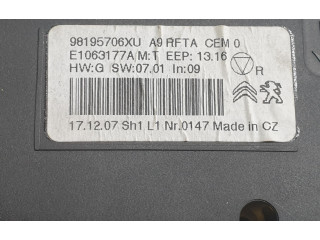 98195706XU A9 RFTA CEM 0
E1063177A M:T EEP: 13.16
HW:G SW:07.01 In:09
R
17.12.07 Sh1 L1 Nr.0147 Made in CZ